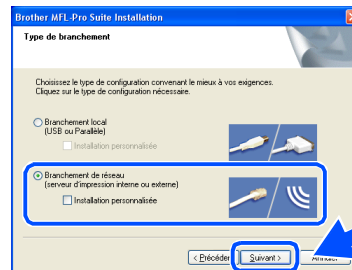 Brother MFL-Pro Suite Installation
Type de branchement
Choisissez le type de configuration convenant le mieux à vos exigences.
Cliquez sur le type de configuration nécessaire.
Branchement local
(USB ou Parallèle)
Installation personnalisée
Branchement de réseau
(serveur d'impression interne ou externe)
Installation personnalisée
< Précéder
Suivant >